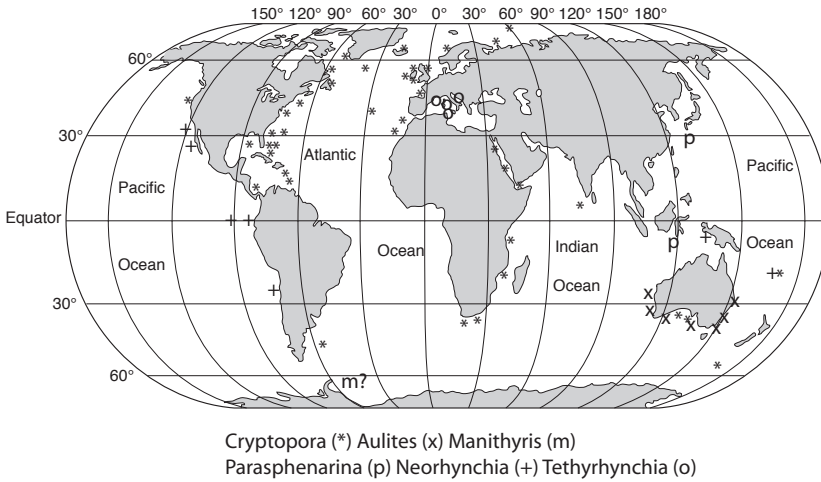 150° 120° 90° 60° 30° 0° 30° 60° 90° 120° 150° 180°
60°
30°
Atlantic
Pacific
Pacific
Equator
Ocean
Indian
Ocean
Ocean
Ocean
30°
60°
m?
o
o
o
o
p
p
x
x
x
x
x
x
x
Cryptopora (*) Aulites (x) Manithyris (m)
Parasphenarina (p) Neorhynchia (+) Tethyrhynchia (o)